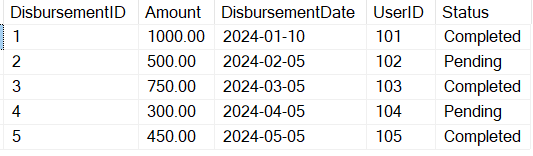 DisbursementID Amount DisbursementDate UserID Status
1 1000.00 2024-01-10 101 Completed
2 500.00 2024-02-05 102 Pending
3 750.00 2024-03-05 103 Completed
4 300.00 2024-04-05 104 Pending
5 450.00 2024-05-05 105 Completed